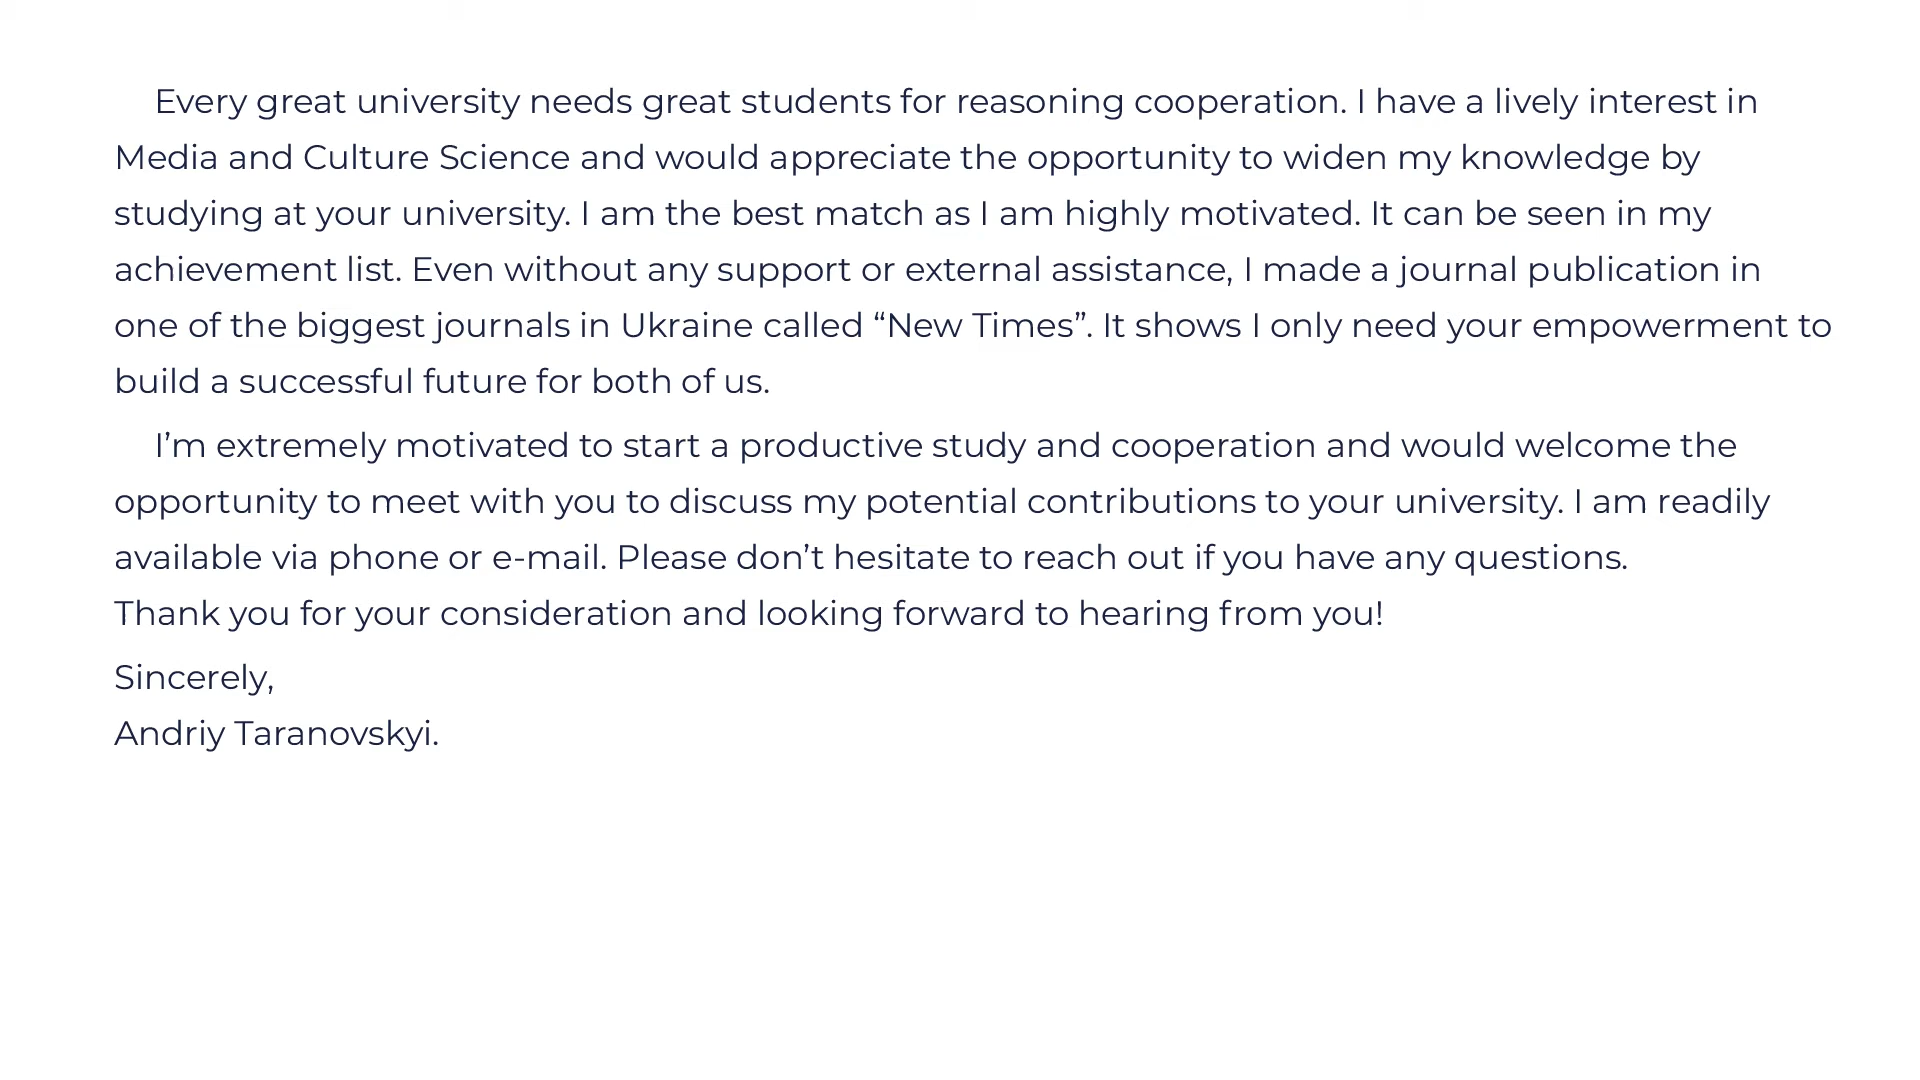 Every great university needs great students for reasoning cooperation. I have a lively interest in
Media and Culture Science and would appreciate the opportunity to widen my knowledge by
studying at your university. I am the best match as I am highly motivated. It can be seen in my
achievement list. Even without any support or external assistance, I made a journal publication in
one of the biggest journals in Ukraine called “New Times”. It shows I only need your empowerment to
build a successful future for both of us.
I’m extremely motivated to start a productive study and cooperation and would welcome the
opportunity to meet with you to discuss my potential contributions to your university. I am readily
available via phone or e-mail. Please don’t hesitate to reach out if you have any questions.
Thank you for your consideration and looking forward to hearing from you!
Sincerely,
Andriy Taranovskyi.